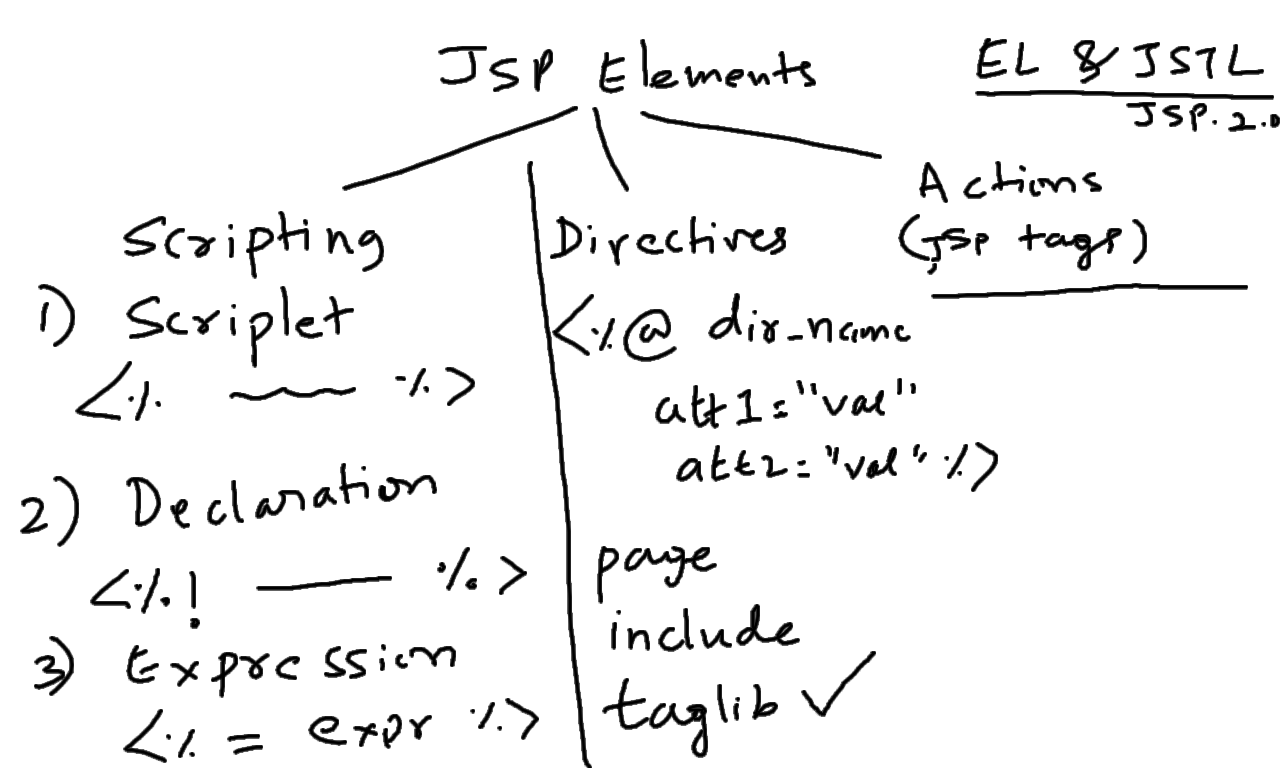 JSP Elements
EL & JSTL
JSP. 2.0
Scripting
1) Scriplet
<% %>
2) Declaration
<%! %>
3) Expression
<% = expr %>
Directives
<%@ dir_name
att1="val"
att2="val" %>
page
include
taglib ✓
Actions
(JSP tags)